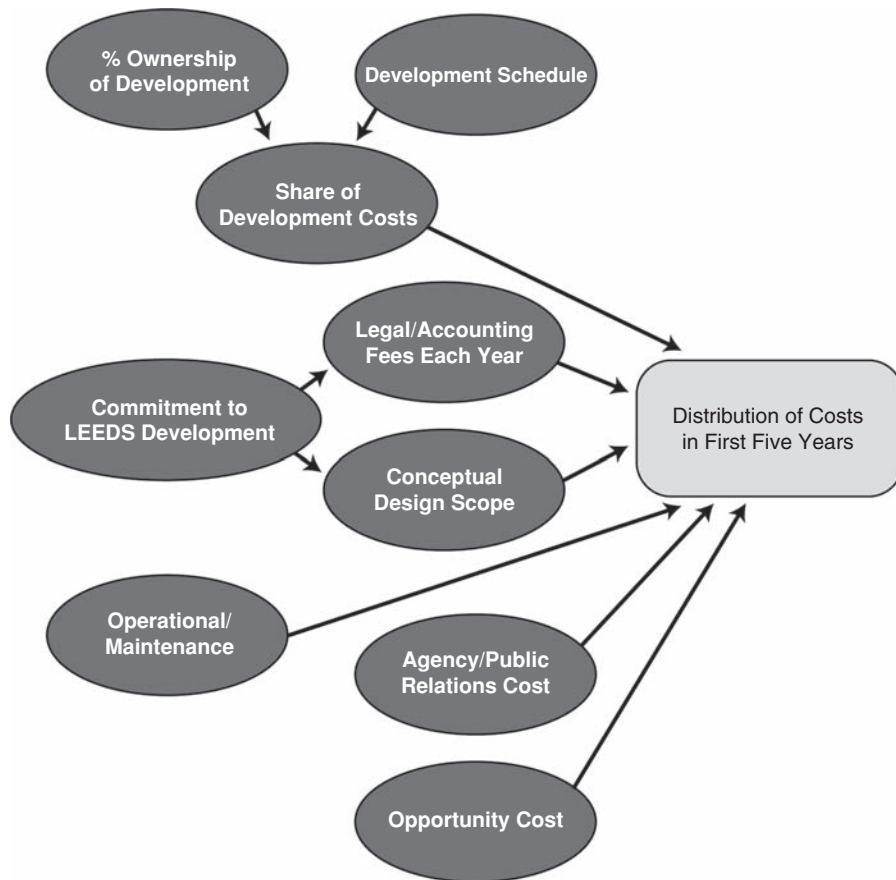 % Ownership
of Development
Development Schedule
Share of
Development Costs
Legal/Accounting
Fees Each Year
Commitment to
LEEDS Development
Distribution of Costs
in First Five Years
Conceptual
Design Scope
Operational/
Maintenance
Agency/Public
Relations Cost
Opportunity Cost